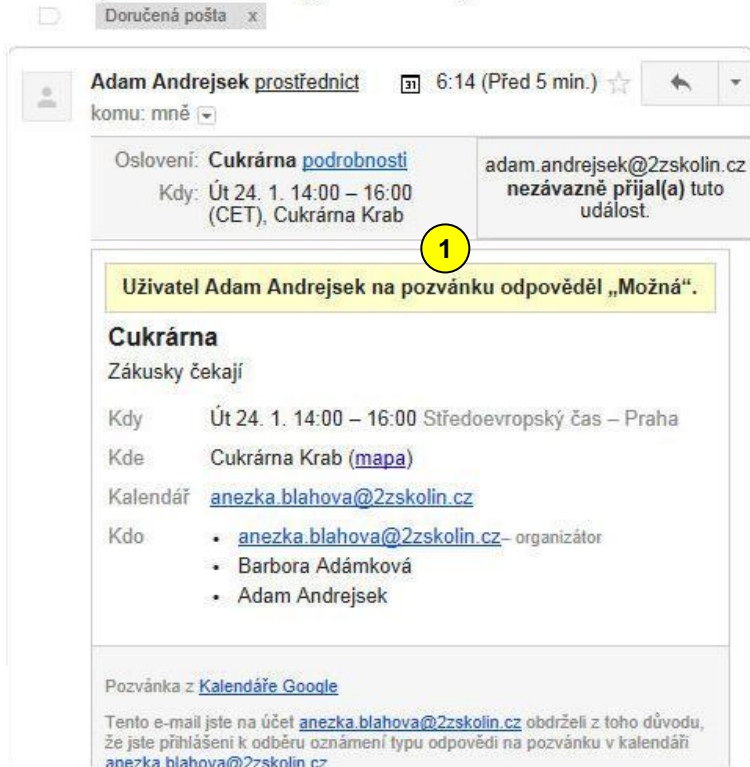 Doručená pošta x
Adam Andrejsek prostřednict 31 6:14 (Před 5 min.)
komu: mně
Oslovení: Cukrárna podrobnosti
Kdy: Út 24. 1. 14:00 – 16:00
(CET), Cukrárna Krab
adam.andrejsek@2zskolin.cz
nezávazně přijal(a) tuto
událost.
1
Uživatel Adam Andrejsek na pozvánku odpověděl „Možná“.
Cukrárna
Zákusky čekají
Kdy Út 24. 1. 14:00 – 16:00 Středoevropský čas – Praha
Kde Cukrárna Krab (mapa)
Kalendář anezka.blahova@2zskolin.cz
Kdo • anezka.blahova@2zskolin.cz– organizátor
• Barbora Adámková
• Adam Andrejsek
Pozvánka z Kalendáře Google
Tento e-mail jste na účet anezka.blahova@2zskolin.cz obdrželi z toho důvodu,
že jste přihlášeni k odběru oznámení typu odpovědi na pozvánku v kalendáři
anezka.blahova@2zskolin.cz